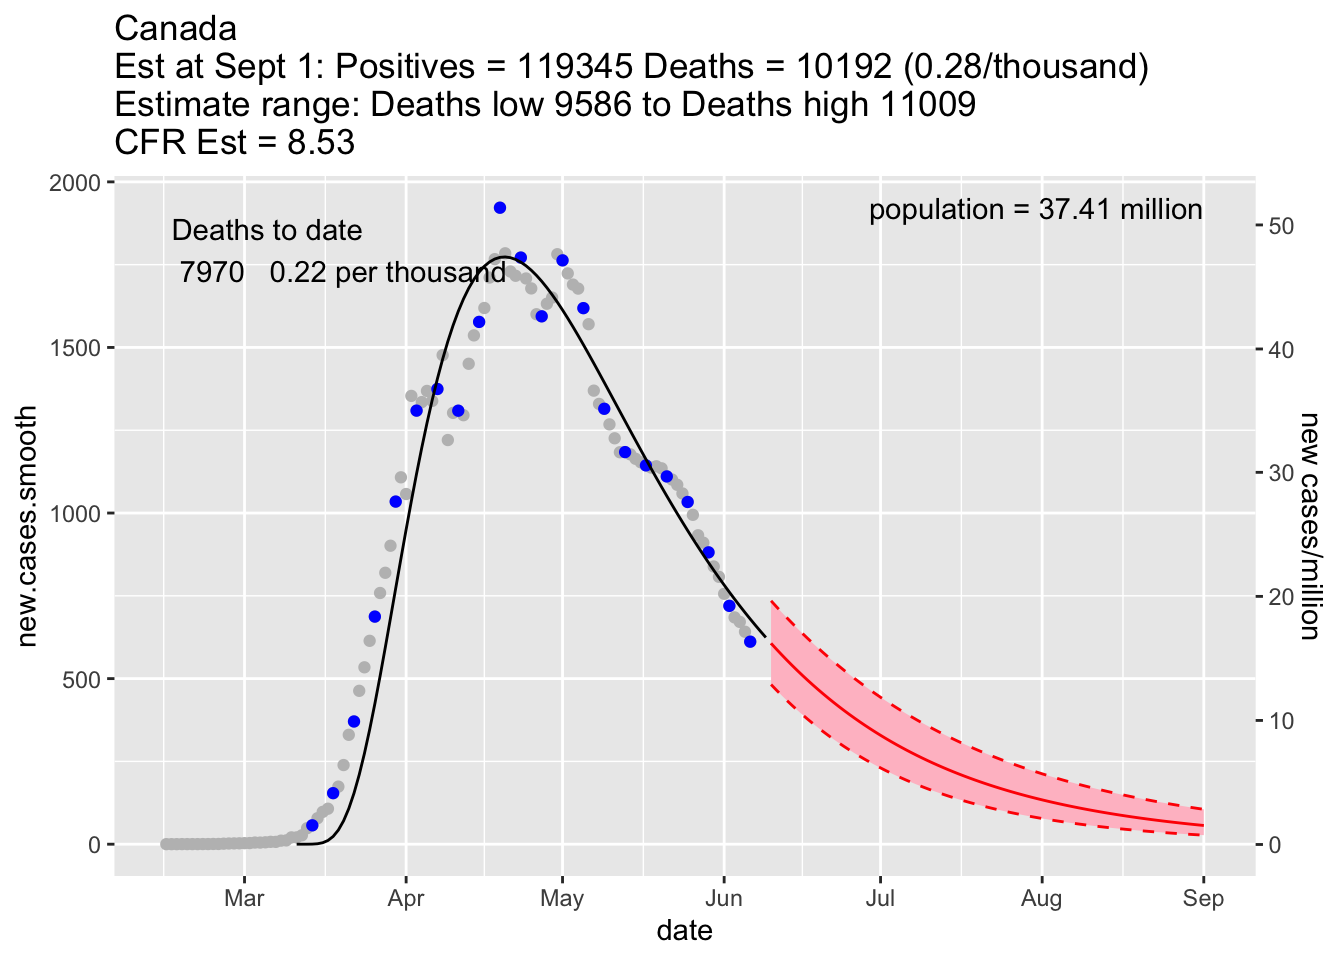 Canada
Est at Sept 1: Positives = 119345 Deaths = 10192 (0.28/thousand)
Estimate range: Deaths low 9586 to Deaths high 11009
CFR Est = 8.53
Deaths to date
7970 0.22 per thousand
population = 37.41 million
2000
1500
1000
500
0
new.cases.smooth
50
40
30
20
10
0
new cases/million
Mar Apr May Jun Jul Aug Sep
date